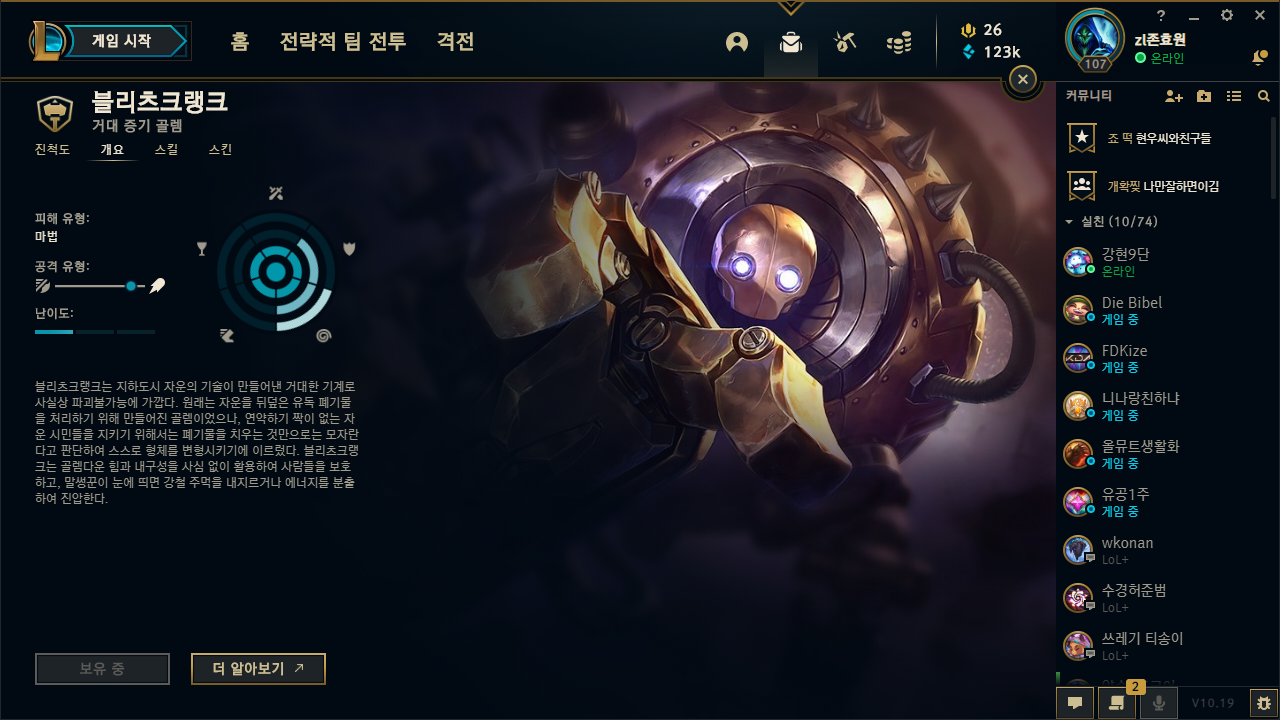 게임 시작
홈
전략적 팀 전투
격전
26
123k
?
zl존효원
온라인
107
블리츠크랭크
거대 증기 골렘
진척도
개요
스킬
스킨
피해 유형:
마법
공격 유형:
난이도:
블리츠크랭크는 지하도시 자운의 기술이 만들어낸 거대한 기계로
사실상 파괴불가능에 가깝다. 원래는 자운을 뒤덮은 유독 폐기물
을 처리하기 위해 만들어진 골렘이었으나, 연약하기 짝이 없는 자
운 시민들을 지키기 위해서는 폐기물을 치우는 것만으로는 모자란
다고 판단하여 스스로 형체를 변형시키기에 이르렀다. 블리츠크랭
크는 골렘다운 힘과 내구성을 사심 없이 활용하여 사람들을 보호
하고, 말썽꾼이 눈에 띄면 강철 주먹을 내지르거나 에너지를 분출
하여 진압한다.
보유 중
더 알아보기
커뮤니티
죠 떡 현우씨와친구들
개확찢 나만잘하면이김
실친 (10/74)
강현9단
온라인
Die Bibel
게임 중
FDKize
게임 중
니나랑친하냐
게임 중
올뮤트생활화
게임 중
유공1주
게임 중
wkonan
LoL+
수경허준범
LoL+
쓰레기 티송이
LoL+
2
V10.19